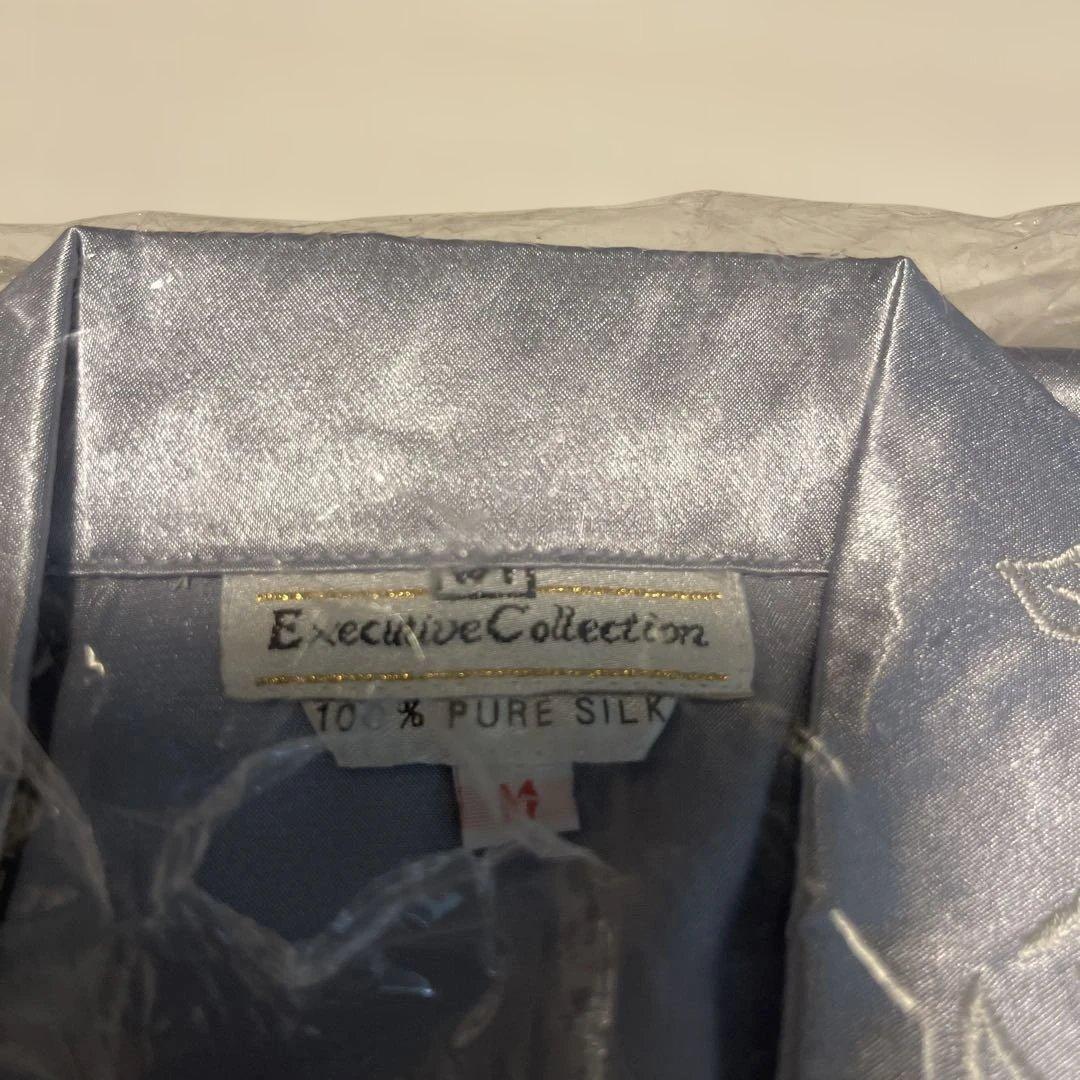 Executive Collection
100% PURE SILK
M